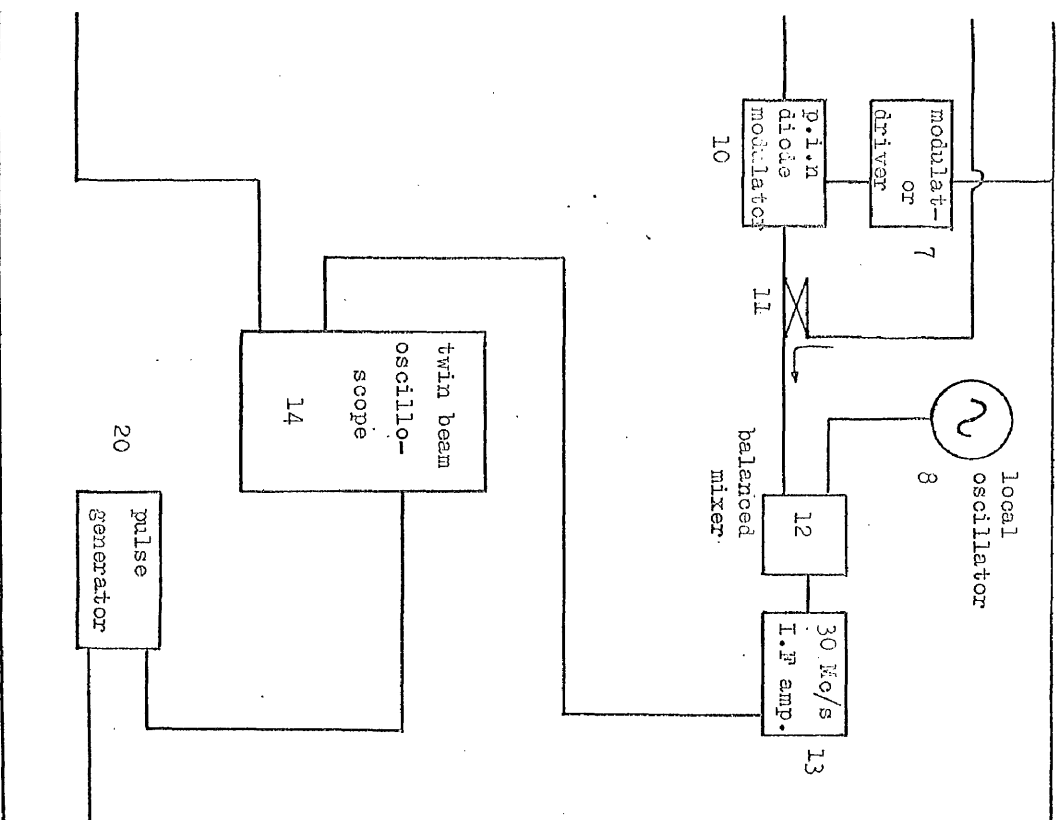 modulat-
or
driver
7
p.i.n
diode
modulator
10
11
local
oscillator
8
12
balanced
mixer
30 Mc/s
I.F amp.
13
twin beam
oscillo-
scope
14
20
pulse
generator